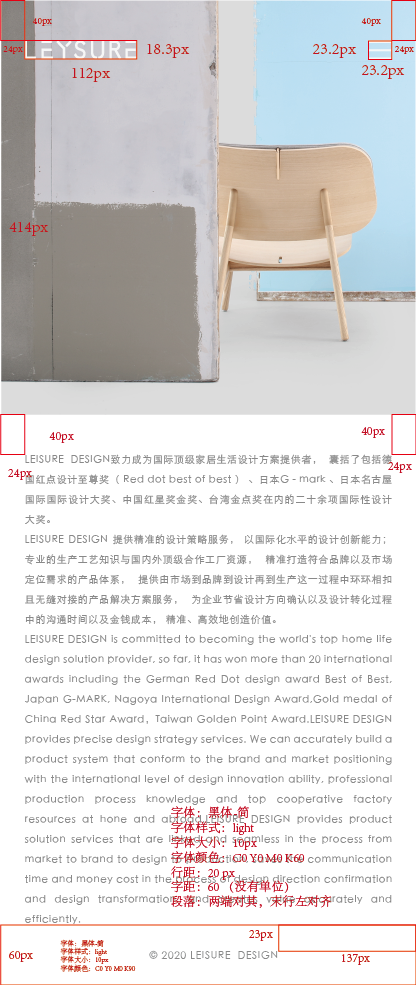 40px
40px
24px
LEYSURE
18.3px
23.2px
24px
112px
23.2px
414px
40px
40px
24px
24px
LEISURE DESIGN致力成为国际顶级家居生活设计方案提供者， 囊括了包括德
国红点设计至尊奖（Red dot best of best）、日本G - mark 、日本名古屋
国际国际设计大奖、中国红星奖金奖、台湾金点奖在内的二十余项国际性设计
大奖。
LEISURE DESIGN 提供精准的设计策略服务， 以国际化水平的设计创新能力；
专业的生产工艺知识与国内外顶级合作工厂资源， 精准打造符合品牌以及市场
定位需求的产品体系， 提供由市场到品牌到设计再到生产这一过程中环环相扣
且无缝对接的产品解决方案服务， 为企业节省设计方向确认以及设计转化过程
中的沟通时间以及金钱成本， 精准、高效地创造价值。
LEISURE DESIGN is committed to becoming the world's top home life
design solution provider, so far, it has won more than 20 international
awards including the German Red Dot design award Best of Best,
Japan G-MARK, Nagoya International Design Award,Gold medal of
China Red Star Award, Taiwan Golden Point Award.LEISURE DESIGN
provides precise design strategy services. We can accurately build a
product system that conform to the brand and market positioning
with the international level of design innovation ability, professional
production process knowledge and top cooperative factory
resources at home and abroad.LEISURE DESIGN provides product
solution services that are linked and seamless in the process from
market to brand to design to production, saves the communication
time and money cost in the process of design direction confirmation
and design transformation, and creates value accurately and
efficiently.
字体：黑体-简
字体样式：light
字体大小：10px
字体颜色：C0 Y0 M0 K60
行距：20 px
字距：60 （没有单位）
段落：两端对其，末行左对齐
23px
60px
字体：黑体-简
字体样式：light
字体大小：10px
字体颜色：C0 Y0 M0 K90
© 2020 LEISURE DESIGN
137px